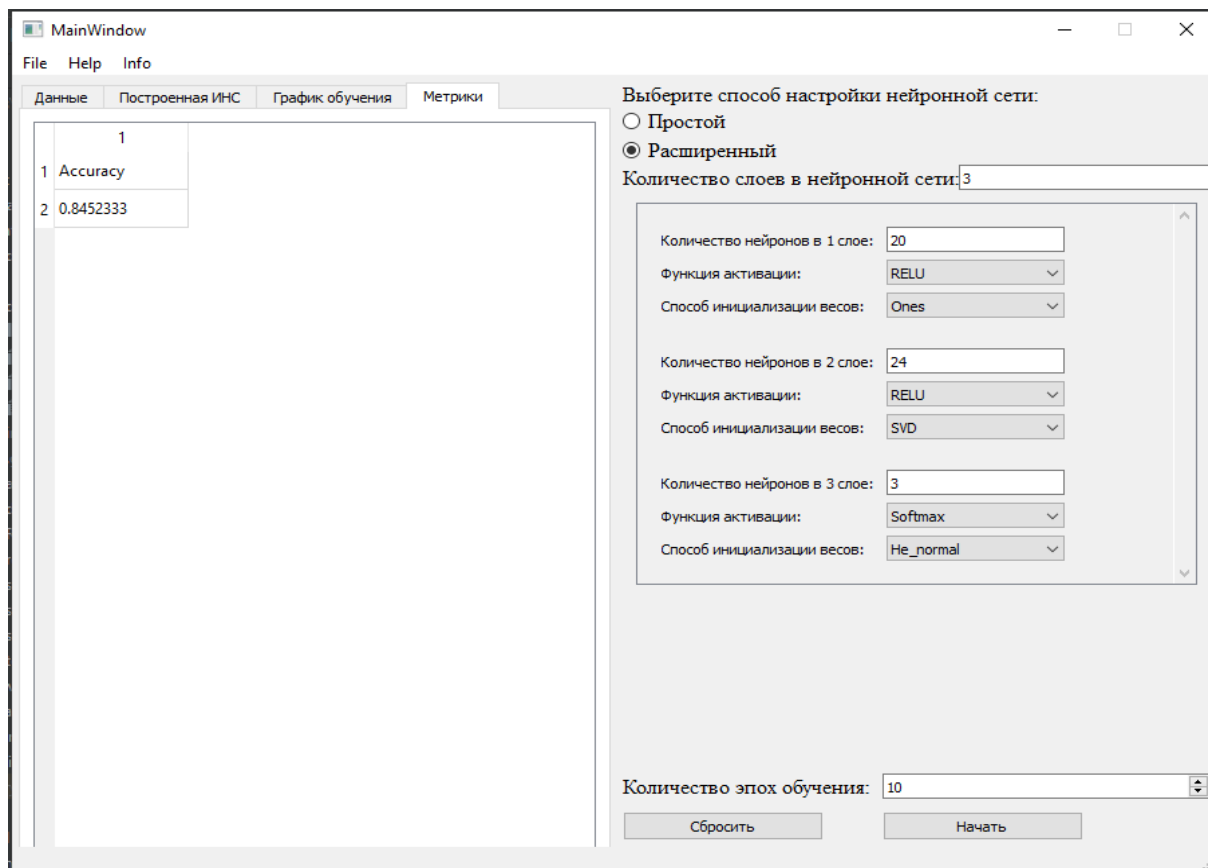 MainWindow
File Help Info
Данные Построенная ИНС График обучения Метрики
1
1 Accuracy
2 0.8452333
Выберите способ настройки нейронной сети:
Простой
Расширенный
Количество слоев в нейронной сети: 3
Количество нейронов в 1 слое: 20
Функция активации: RELU
Способ инициализации весов: Ones
Количество нейронов в 2 слое: 24
Функция активации: RELU
Способ инициализации весов: SVD
Количество нейронов в 3 слое: 3
Функция активации: Softmax
Способ инициализации весов: He_normal
Количество эпох обучения: 10
Сбросить Начать